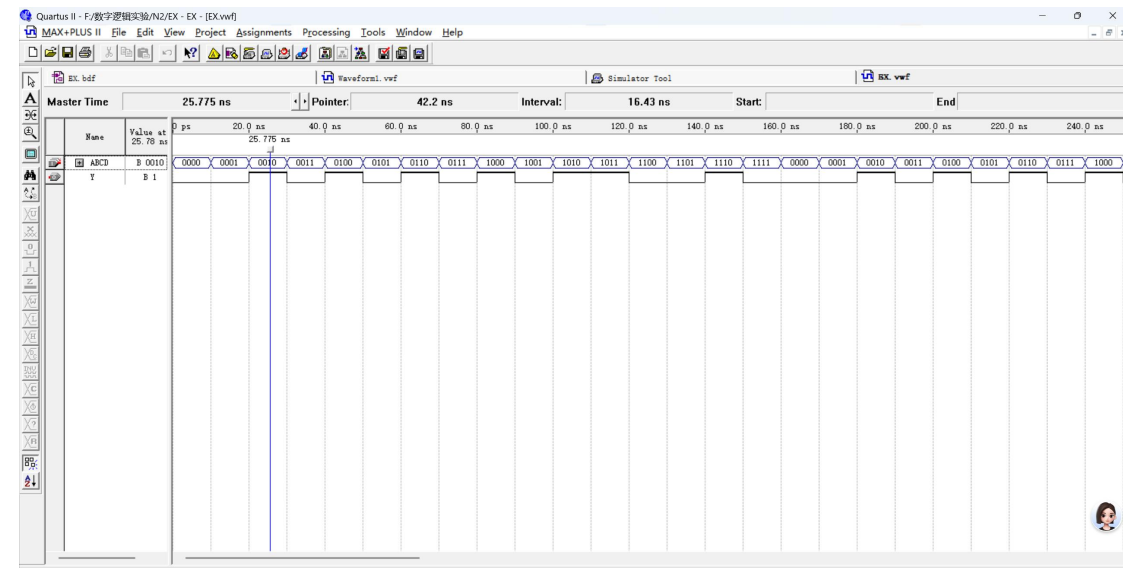 Quartus II - F:/数字逻辑实验/N2/EX - EX - [EX.vwf]
MAX+PLUS II File Edit View Project Assignments Processing Tools Window Help
EX.bdf Waveform1.vwf Simulator Tool EX.vwf
Master Time 25.775 ns Pointer: 42.2 ns Interval: 16.43 ns Start: End
Name Value at 25.78 ns
0 ps 20.0 ns 40.0 ns 60.0 ns 80.0 ns 100.0 ns 120.0 ns 140.0 ns 160.0 ns 180.0 ns 200.0 ns 220.0 ns 240.0 ns
25.775 ns
ABCD B 0010 0000 0001 0010 0011 0100 0101 0110 0111 1000 1001 1010 1011 1100 1101 1110 1111 0000 0001 0010 0011 0100 0101 0110 0111 1000
Y B 1